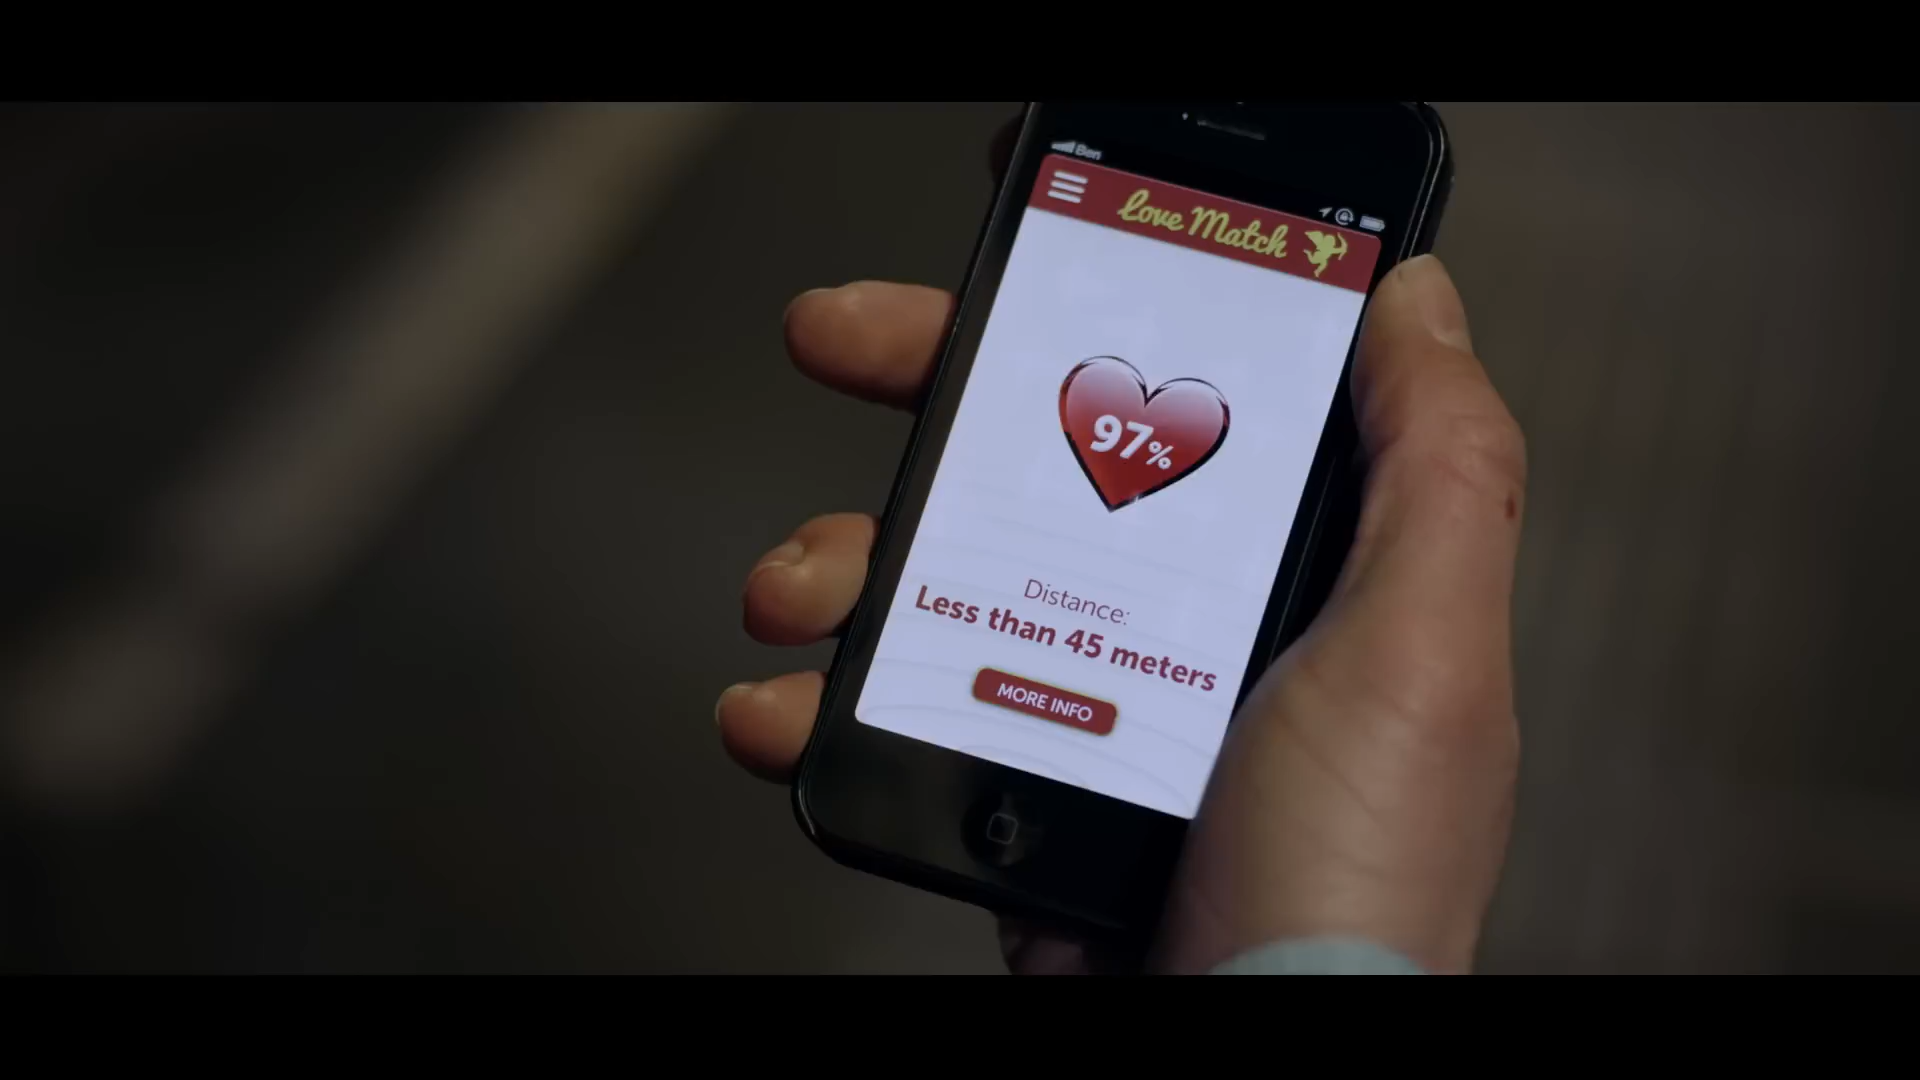 Ben
Love Match
97%
Distance:
Less than 45 meters
MORE INFO